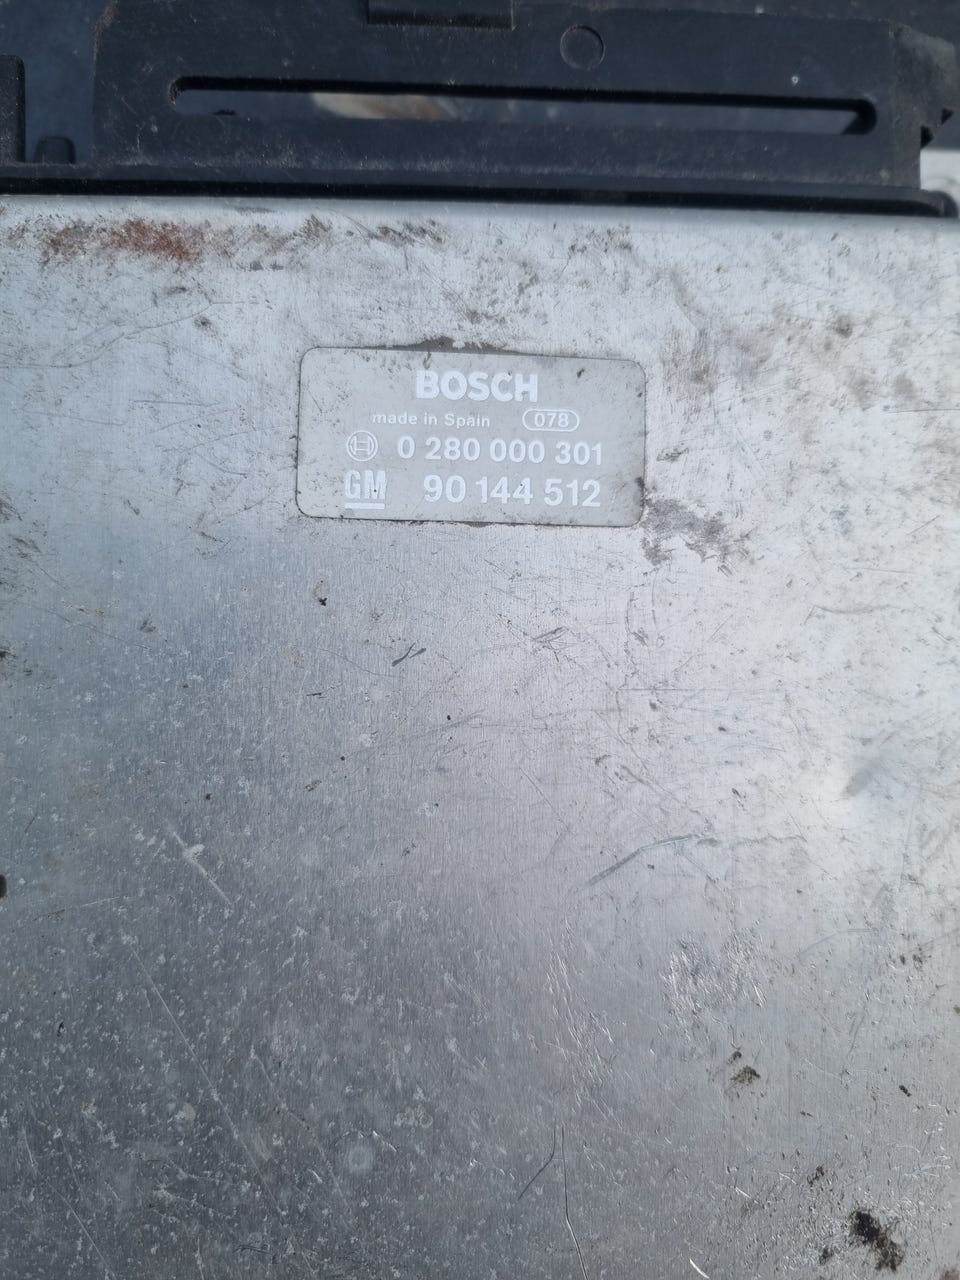 BOSCH
made in Spain 078
0 280 000 301
GM 90 144 512